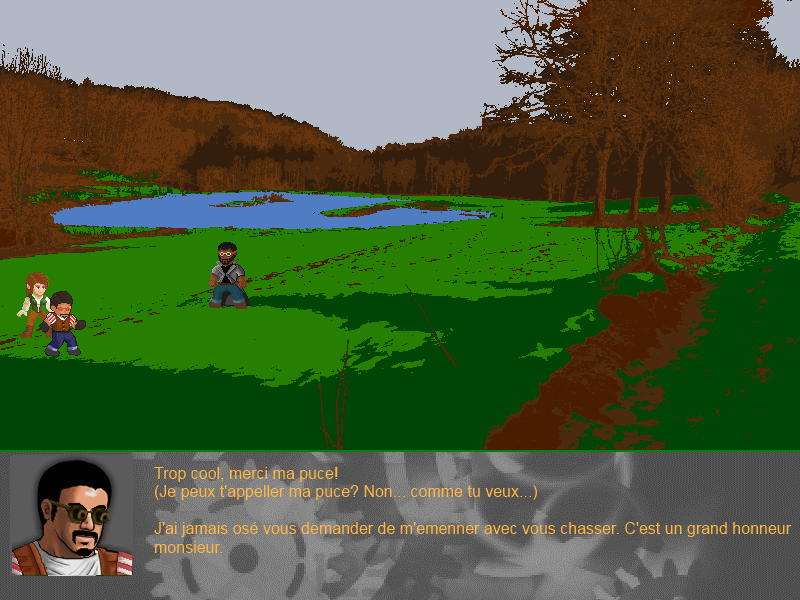 Trop cool, merci ma puce!
(Je peux t'appeller ma puce? Non... comme tu veux...)
J'ai jamais osé vous demander de m'emenner avec vous chasser. C'est un grand honneur
monsieur.